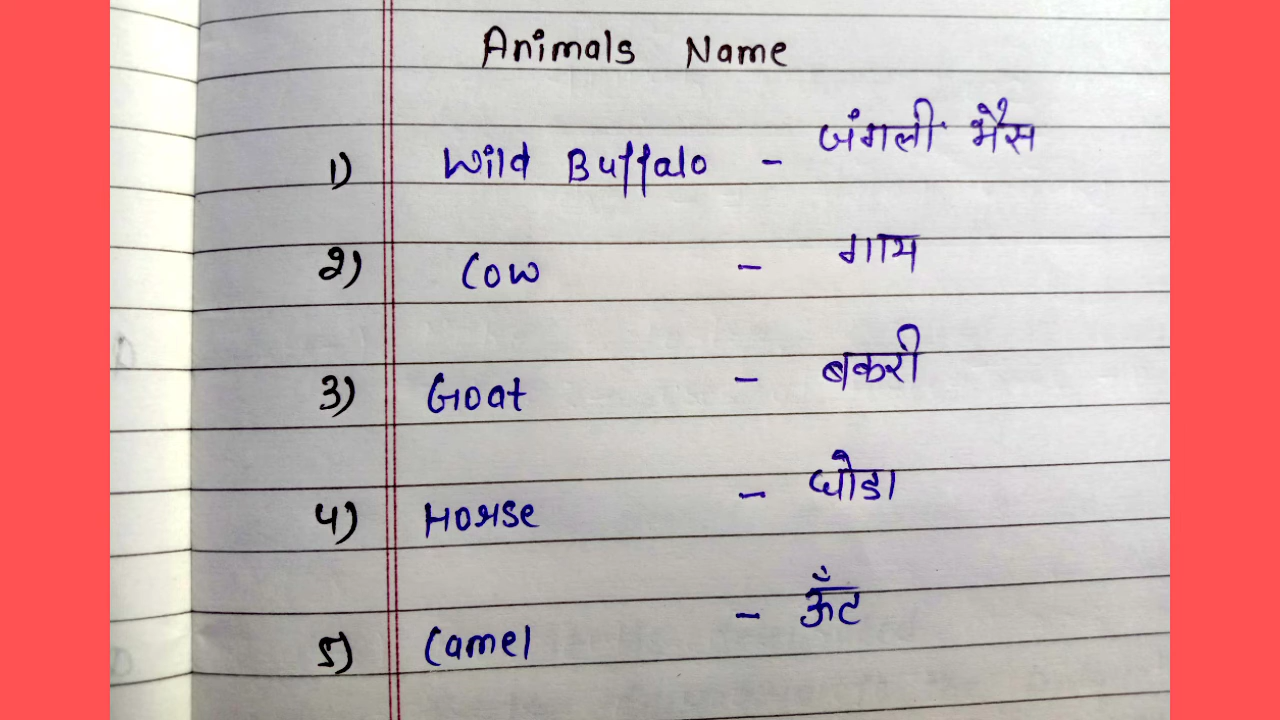 Animals Name
1) Wild Buffalo - जंगली भैस
2) Cow - गाय
3) Goat - बकरी
4) Horse - घोडा
5) Camel - ऊँट